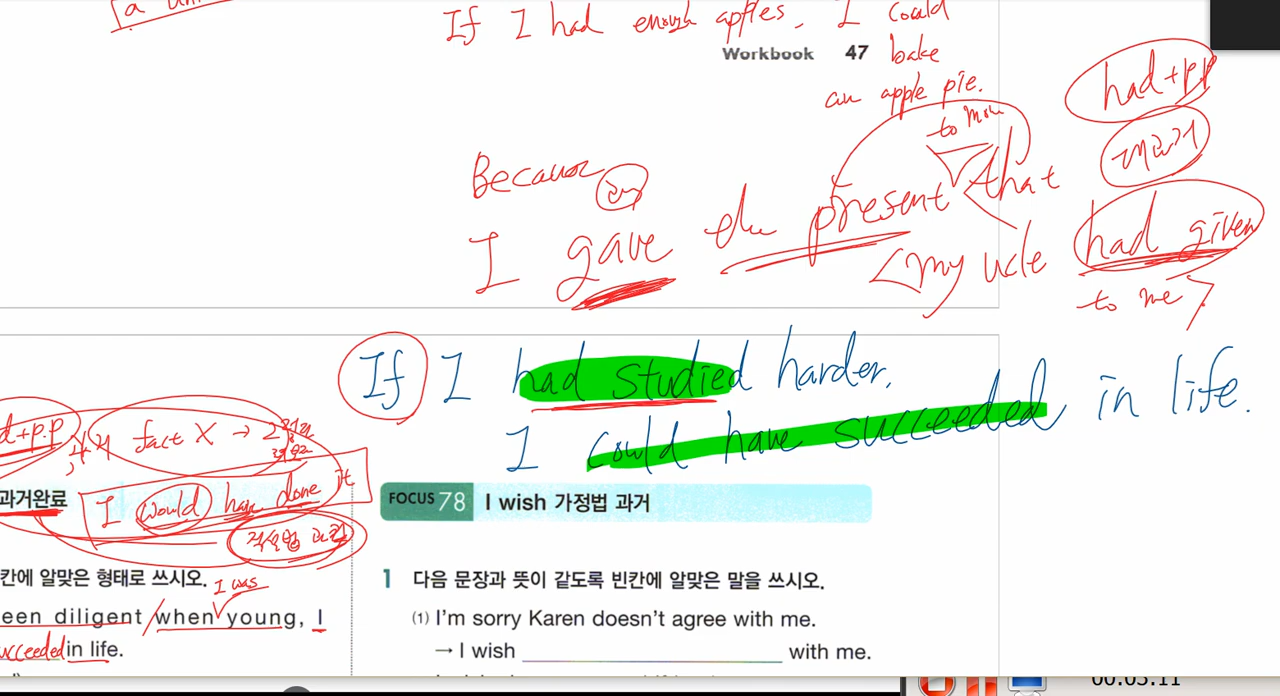 If I had enough apples, I could
Workbook 47 bake
an apple pie.
had+p.p
to me
Because
I gave the present that
my ucle had given
to me
If I had studied harder,
I could have succeeded in life.
d+p.p fact X →
I would have done it
과거완료
FOCUS 78 I wish 가정법 과거
칸에 알맞은 형태로 쓰시오.
I was
een diligent when young, I
ucceeded in life.
1 다음 문장과 뜻이 같도록 빈칸에 알맞은 말을 쓰시오.
(1) I'm sorry Karen doesn't agree with me.
→ I wish ____________ with me.